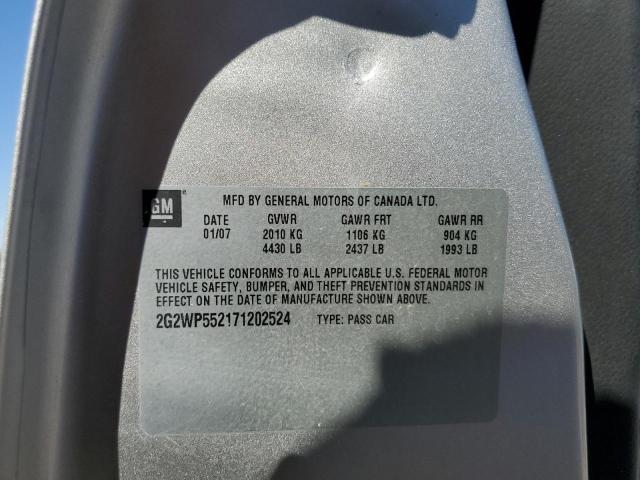 GM
MFD BY GENERAL MOTORS OF CANADA LTD.
DATE GVWR GAWR FRT GAWR RR
01/07 2010 KG 1106 KG 904 KG
4430 LB 2437 LB 1993 LB
THIS VEHICLE CONFORMS TO ALL APPLICABLE U.S. FEDERAL MOTOR
VEHICLE SAFETY, BUMPER, AND THEFT PREVENTION STANDARDS IN
EFFECT ON THE DATE OF MANUFACTURE SHOWN ABOVE.
2G2WP552171202524 TYPE: PASS CAR